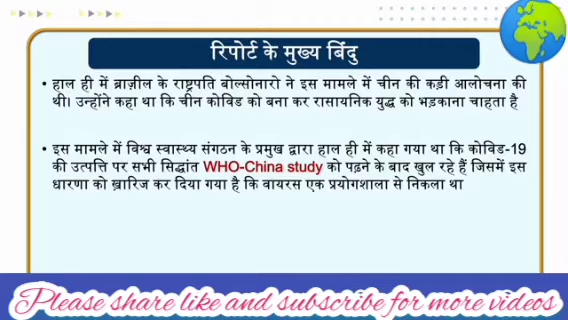 रिपोर्ट के मुख्य बिंदु
• हाल ही में ब्राज़ील के राष्ट्रपति बोल्सोनारो ने इस मामले में चीन की कड़ी आलोचना की
थी। उन्होंने कहा था कि चीन कोविड को बना कर रासायनिक युद्ध को भड़काना चाहता है
• इस मामले में विश्व स्वास्थ्य संगठन के प्रमुख द्वारा हाल ही में कहा गया था कि कोविड-19
की उत्पत्ति पर सभी सिद्धांत WHO-China study को पढ़ने के बाद खुल रहे हैं जिसमें इस
धारणा को ख़ारिज कर दिया गया है कि वायरस एक प्रयोगशाला से निकला था
Please share like and subscribe for more videos